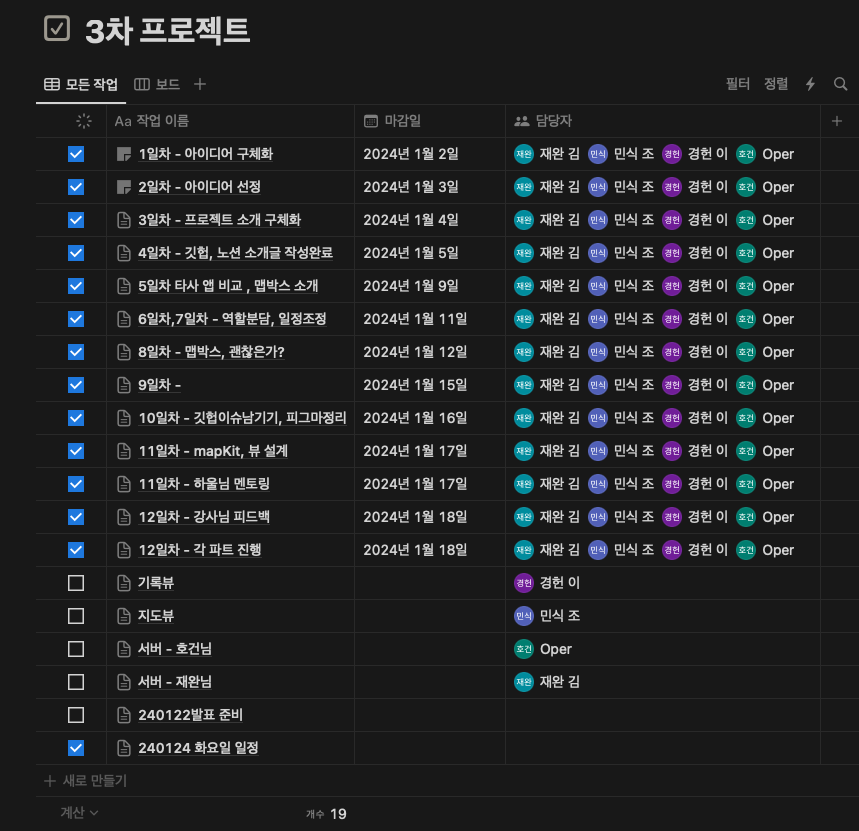 3차 프로젝트
모든 작업 보드 필터 정렬
Aa 작업 이름 마감일 담당자
1일차 - 아이디어 구체화 2024년 1월 2일 재완 재완 김 민식 민식 조 경헌 경헌 이 호건 Oper
2일차 - 아이디어 선정 2024년 1월 3일 재완 재완 김 민식 민식 조 경헌 경헌 이 호건 Oper
3일차 - 프로젝트 소개 구체화 2024년 1월 4일 재완 재완 김 민식 민식 조 경헌 경헌 이 호건 Oper
4일차 - 깃헙, 노션 소개글 작성완료 2024년 1월 5일 재완 재완 김 민식 민식 조 경헌 경헌 이 호건 Oper
5일차 타사 앱 비교 , 맵박스 소개 2024년 1월 9일 재완 재완 김 민식 민식 조 경헌 경헌 이 호건 Oper
6일차,7일차 - 역할분담, 일정조정 2024년 1월 11일 재완 재완 김 민식 민식 조 경헌 경헌 이 호건 Oper
8일차 - 맵박스, 괜찮은가? 2024년 1월 12일 재완 재완 김 민식 민식 조 경헌 경헌 이 호건 Oper
9일차 - 2024년 1월 15일 재완 재완 김 민식 민식 조 경헌 경헌 이 호건 Oper
10일차 - 깃헙이슈남기기, 피그마정리 2024년 1월 16일 재완 재완 김 민식 민식 조 경헌 경헌 이 호건 Oper
11일차 - mapKit, 뷰 설계 2024년 1월 17일 재완 재완 김 민식 민식 조 경헌 경헌 이 호건 Oper
11일차 - 하울님 멘토링 2024년 1월 17일 재완 재완 김 민식 민식 조 경헌 경헌 이 호건 Oper
12일차 - 강사님 피드백 2024년 1월 18일 재완 재완 김 민식 민식 조 경헌 경헌 이 호건 Oper
12일차 - 각 파트 진행 2024년 1월 18일 재완 재완 김 민식 민식 조 경헌 경헌 이 호건 Oper
기록뷰 경헌 경헌 이
지도뷰 민식 민식 조
서버 - 호건님 호건 Oper
서버 - 재완님 재완 재완 김
240122발표 준비
240124 화요일 일정
새로 만들기
계산 개수 19